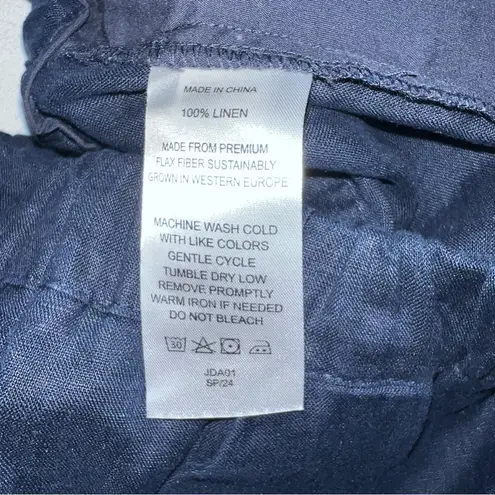 MADE IN CHINA
100% LINEN
MADE FROM PREMIUM
FLAX FIBER SUSTAINABLY
GROWN IN WESTERN EUROPE
MACHINE WASH COLD
WITH LIKE COLORS
GENTLE CYCLE
TUMBLE DRY LOW
REMOVE PROMPTLY
WARM IRON IF NEEDED
DO NOT BLEACH
30
JDA01
SP/24